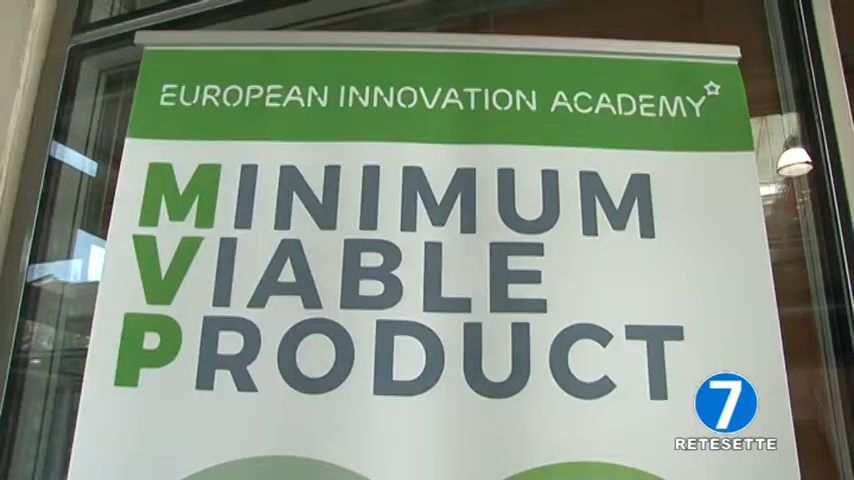 EUROPEAN INNOVATION ACADEMY
MINIMUM
VIABLE
PRODUCT
7
RETESETTE